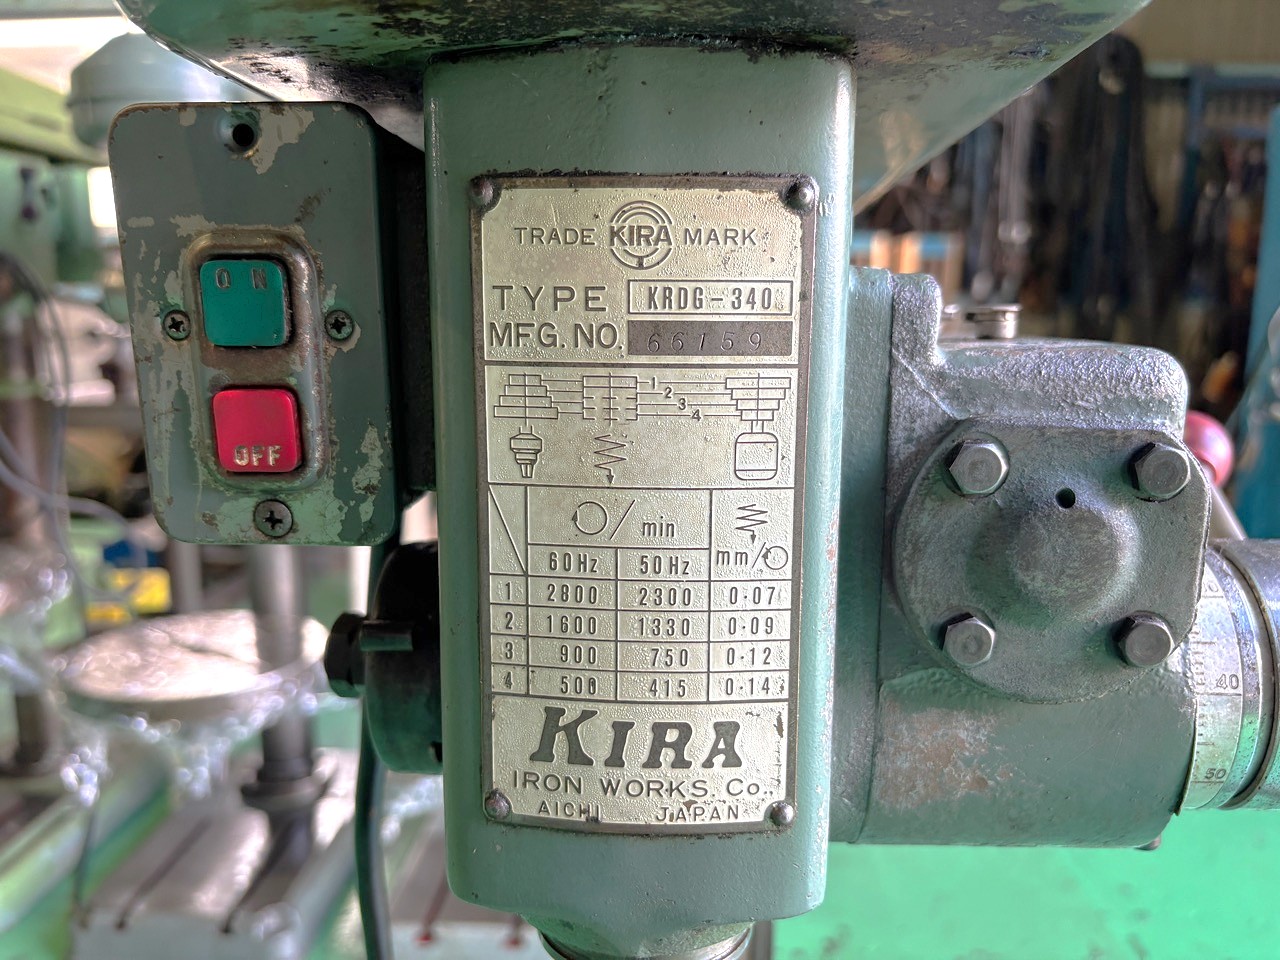 ON
OFF
TRADE KIRA MARK
TYPE KRDG-340
MFG. NO. 66159
1
2
3
4
/min
60Hz 50Hz mm/
1 2800 2300 0.07
2 1600 1330 0.09
3 900 750 0.12
4 500 415 0.14
KIRA
IRON WORKS. Co.,
AICHI JAPAN
40
50